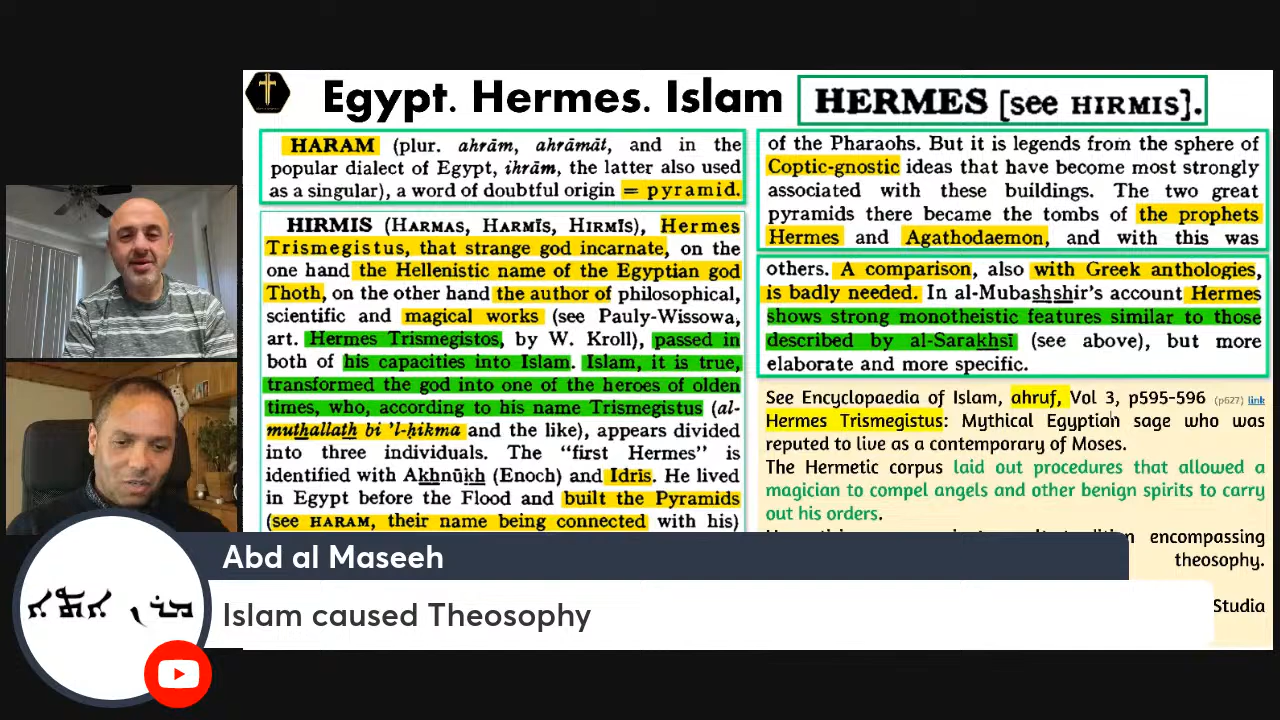 Egypt. Hermes. Islam
HERMES [see HIRMIS].
HARAM (plur. ahrām, ahrāmāt, and in the
popular dialect of Egypt, ihrām, the latter also used
as a singular), a word of doubtful origin = pyramid.
HIRMIS (HARMAS, HARMĪS, HIRMĪS), Hermes
Trismegistus, that strange god incarnate, on the
one hand the Hellenistic name of the Egyptian god
Thoth, on the other hand the author of philosophical,
scientific and magical works (see Pauly-Wissowa,
art. Hermes Trismegistos, by W. Kroll), passed in
both of his capacities into Islam. Islam, it is true,
transformed the god into one of the heroes of olden
times, who, according to his name Trismegistus (al-
muthallath bi 'l-ḥikma and the like), appears divided
into three individuals. The "first Hermes" is
identified with Akhnūkh (Enoch) and Idrīs. He lived
in Egypt before the Flood and built the Pyramids
(see HARAM, their name being connected with his)
of the Pharaohs. But it is legends from the sphere of
Coptic-gnostic ideas that have become most strongly
associated with these buildings. The two great
pyramids there became the tombs of the prophets
Hermes and Agathodaemon, and with this was
others. A comparison, also with Greek anthologies,
is badly needed. In al-Mubashshir's account Hermes
shows strong monotheistic features similar to those
described by al-Sarakhsī (see above), but more
elaborate and more specific.
See Encyclopaedia of Islam, ahruf, Vol 3, p595-596 (p627) link
Hermes Trismegistus: Mythical Egyptian sage who was
reputed to live as a contemporary of Moses.
The Hermetic corpus laid out procedures that allowed a
magician to compel angels and other benign spirits to carry
out his orders.
encompassing
theosophy.
Studia
Abd al Maseeh
Islam caused Theosophy